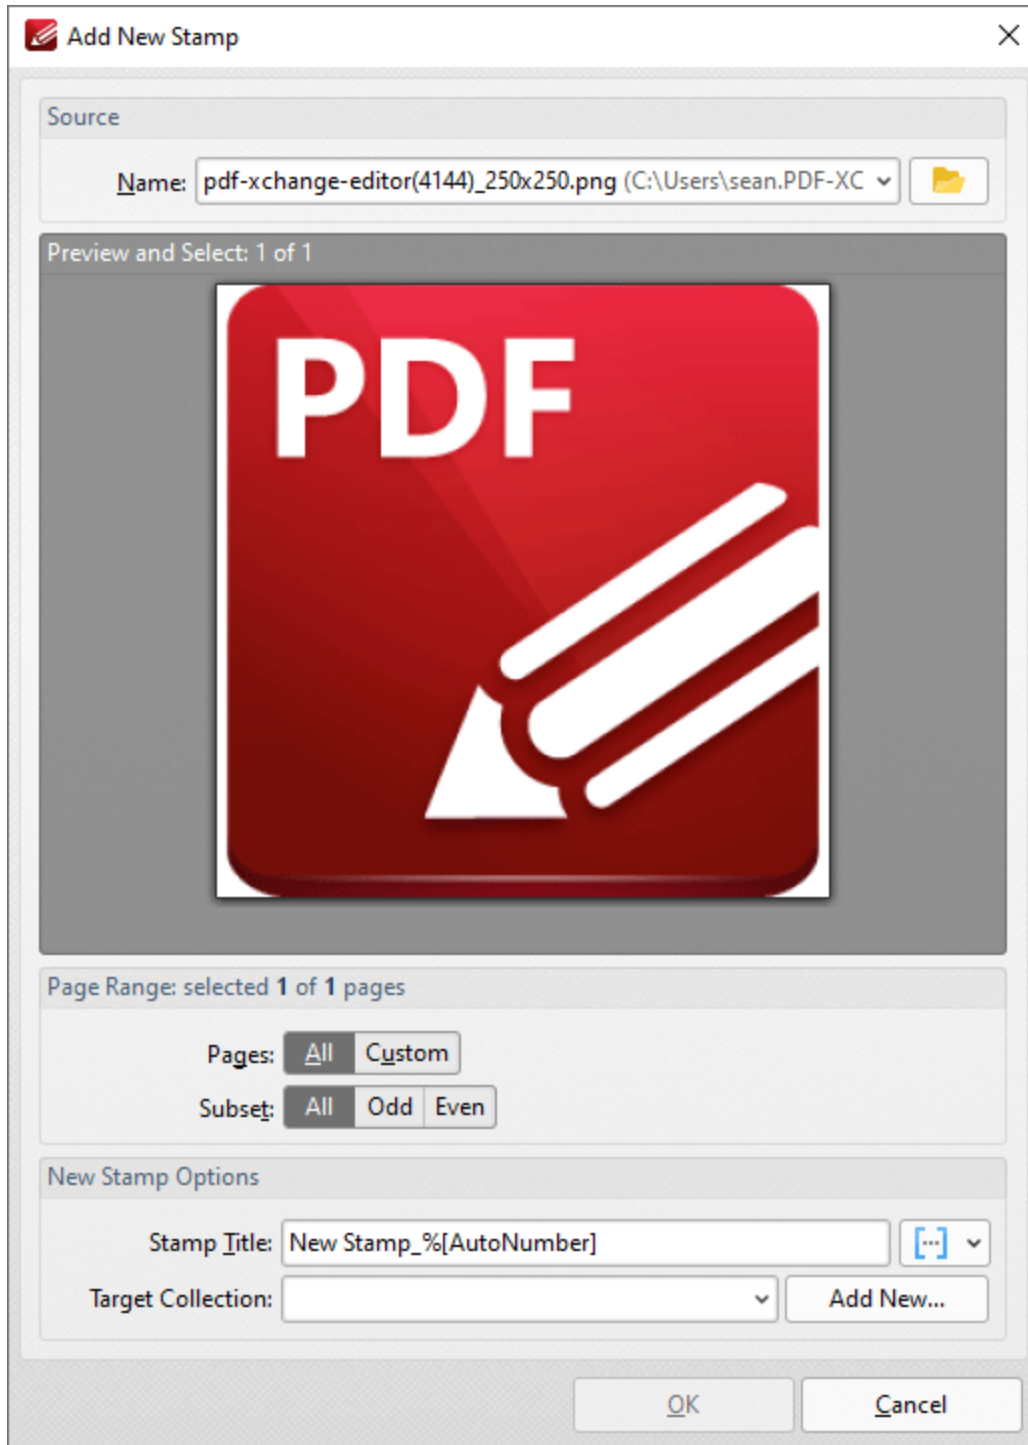 Add New Stamp
Source
Name: pdf-xchange-editor(4144)_250x250.png (C:\Users\sean.PDF-XC
Preview and Select: 1 of 1
PDF
Page Range: selected 1 of 1 pages
Pages: All Custom
Subset: All Odd Even
New Stamp Options
Stamp Title: New Stamp_%[AutoNumber]
Target Collection: Add New...
OK Cancel